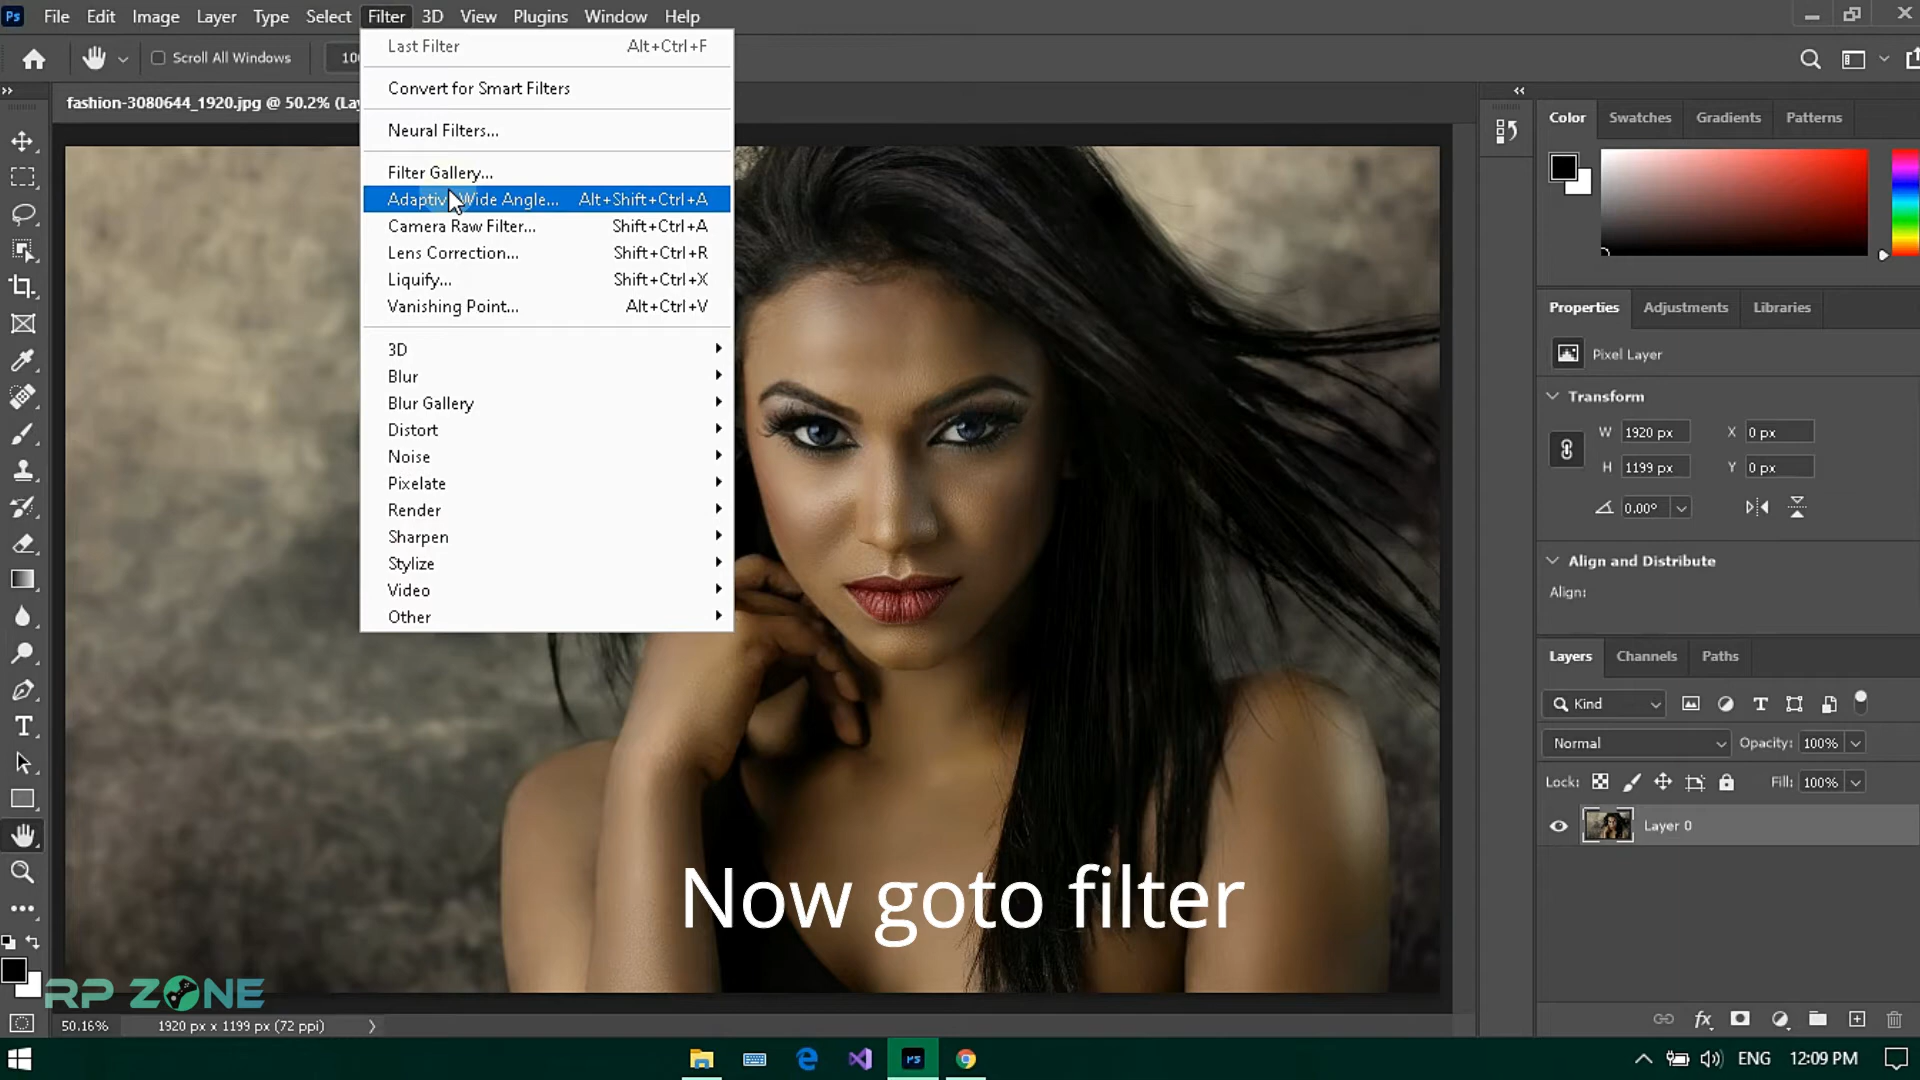 Ps File Edit Image Layer Type Select Filter 3D View Plugins Window Help
Scroll All Windows
fashion-3080644_1920.jpg @ 50.2% (La
Last Filter Alt+Ctrl+F
Convert for Smart Filters
Neural Filters...
Filter Gallery...
Adaptiv Wide Angle... Alt+Shift+Ctrl+A
Camera Raw Filter... Shift+Ctrl+A
Lens Correction... Shift+Ctrl+R
Liquify... Shift+Ctrl+X
Vanishing Point... Alt+Ctrl+V
3D
Blur
Blur Gallery
Distort
Noise
Pixelate
Render
Sharpen
Stylize
Video
Other
Color Swatches Gradients Patterns
Properties Adjustments Libraries
Pixel Layer
Transform
W 1920 px X 0 px
H 1199 px Y 0 px
0.00°
Align and Distribute
Align:
Layers Channels Paths
Kind
Normal Opacity: 100%
Lock: Fill: 100%
Layer 0
Now goto filter
RP ZONE
50.16% 1920 px x 1199 px (72 ppi)
Ps ENG 12:09 PM